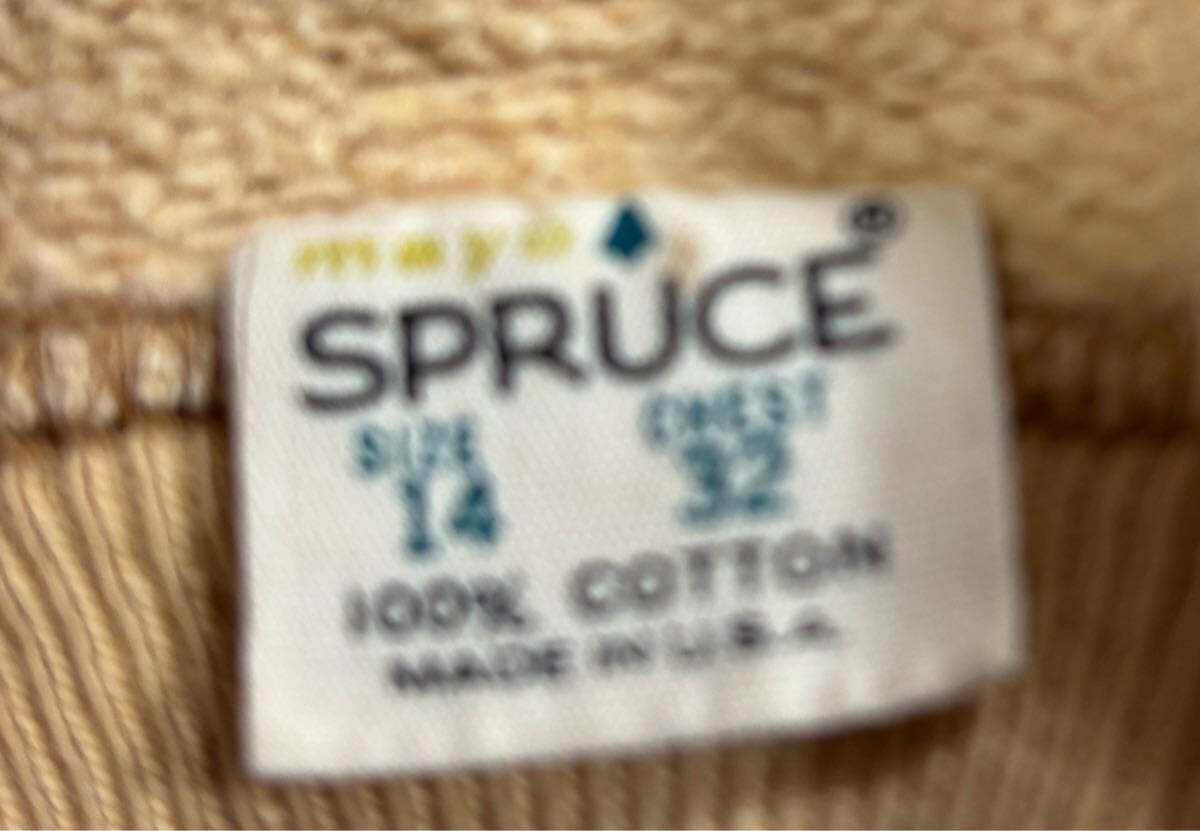 mayo
SPRUCE®
SIZE CHEST
14 32
100% COTTON
MADE IN U.S.A.